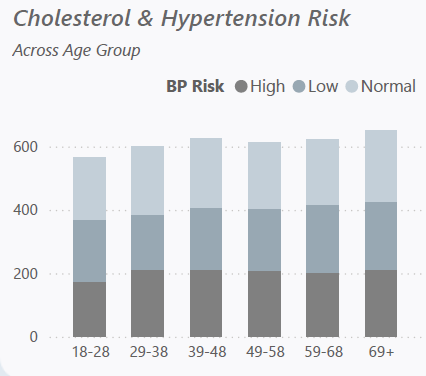 Cholesterol & Hypertension Risk
Across Age Group
BP Risk High Low Normal
600
400
200
0
18-28 29-38 39-48 49-58 59-68 69+